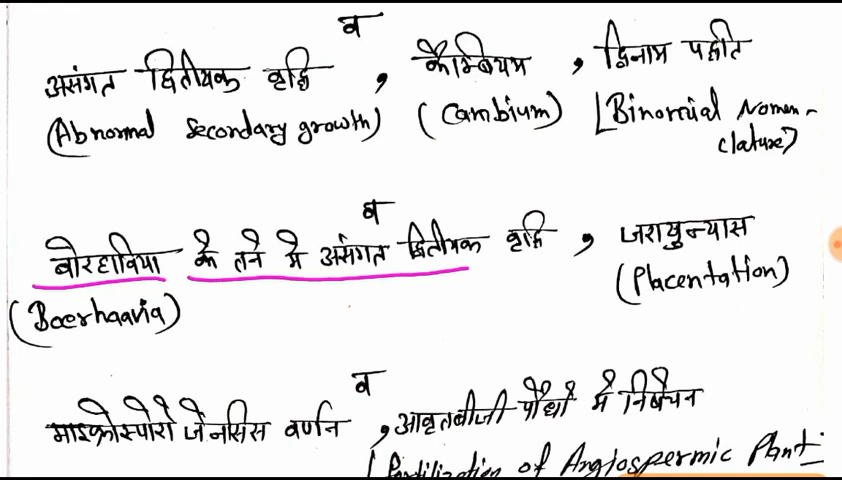 व
असंगत द्वितीयक वृद्धि , कैम्बियम , द्विनाम पद्धति
(Abnormal Secondary growth) (Cambium) [Binomial Nomen-
clature)
व
बोरहाविया के तने मे असंगत द्वितीयक वृद्धि , जरायुन्यास
(Boerhaavia) (Placentation)
व
माइक्रोस्पोरोजेनसिस वर्णन , आवृतबीजी पौधों मे निषेचन
of Angiospermic Plant